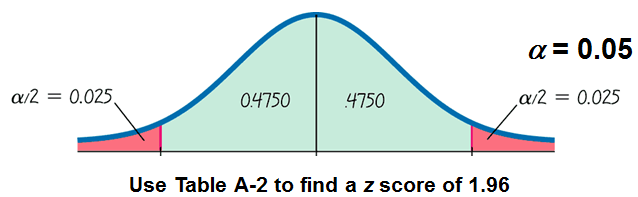 α = 0.05
α/2 = 0.025
0.4750
.4750
α/2 = 0.025
Use Table A-2 to find a z score of 1.96